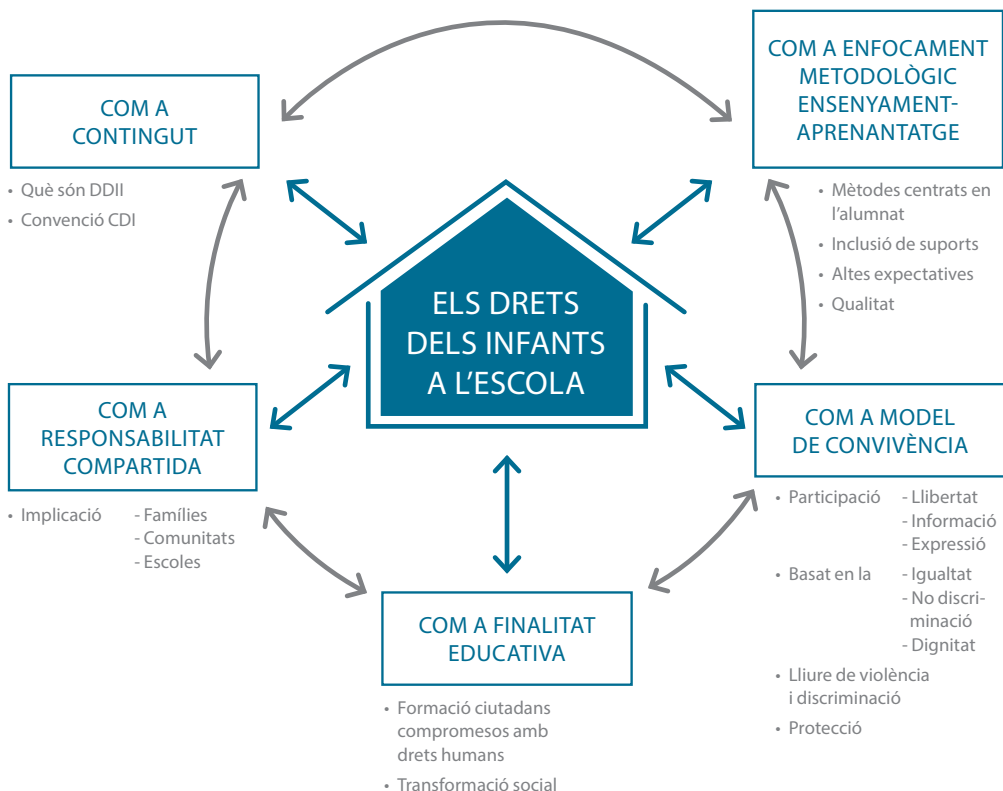 COM A
CONTINGUT
• Què són DDII
• Convenció CDI
COM A ENFOCAMENT
METODOLÒGIC
ENSENYAMENT-
APRENANTATGE
• Mètodes centrats en
l’alumnat
• Inclusió de suports
• Altes expectatives
• Qualitat
ELS DRETS
DELS INFANTS
A L’ESCOLA
COM A
RESPONSABILITAT
COMPARTIDA
• Implicació - Famílies
- Comunitats
- Escoles
COM A MODEL
DE CONVIVÈNCIA
• Participació - Llibertat
- Informació
- Expressió
• Basat en la - Igualtat
- No discri-
minació
- Dignitat
• Lliure de violència
i discriminació
• Protecció
COM A FINALITAT
EDUCATIVA
• Formació ciutadans
compromesos amb
drets humans
• Transformació social